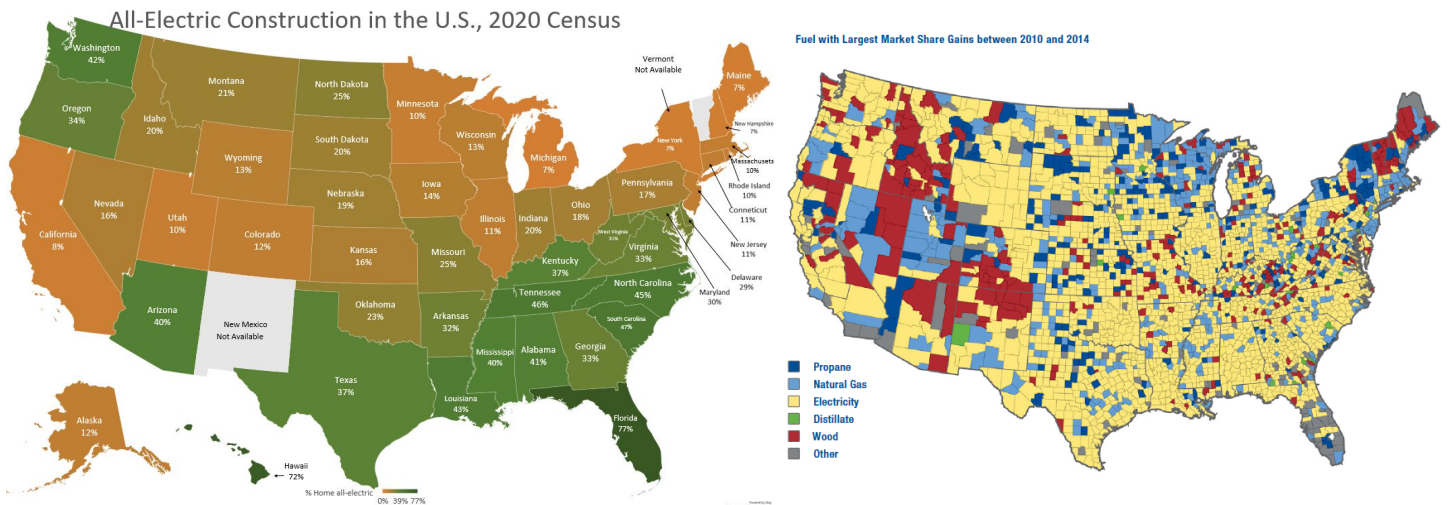 All-Electric Construction in the U.S., 2020 Census
Washington
42%
Oregon
34%
California
8%
Nevada
16%
Idaho
20%
Montana
21%
Wyoming
13%
Utah
10%
Colorado
12%
Arizona
40%
New Mexico
Not Available
North Dakota
25%
South Dakota
20%
Nebraska
19%
Kansas
16%
Oklahoma
23%
Texas
37%
Minnesota
10%
Iowa
14%
Missouri
25%
Arkansas
32%
Louisiana
43%
Wisconsin
13%
Illinois
11%
Michigan
7%
Indiana
20%
Ohio
18%
Kentucky
37%
Tennessee
46%
Mississippi
40%
Alabama
41%
Georgia
33%
Florida
77%
South Carolina
47%
North Carolina
45%
Virginia
33%
West Virginia
Pennsylvania
17%
New York
7%
Vermont
Not Available
Maine
7%
New Hampshire
7%
Massachusets
10%
Rhode Island
10%
Conneticut
11%
New Jersey
11%
Delaware
29%
Maryland
30%
Alaska
12%
Hawaii
72%
% Home all-electric
0% 39% 77%
Powered by Bing
Fuel with Largest Market Share Gains between 2010 and 2014
Propane
Natural Gas
Electricity
Distillate
Wood
Other